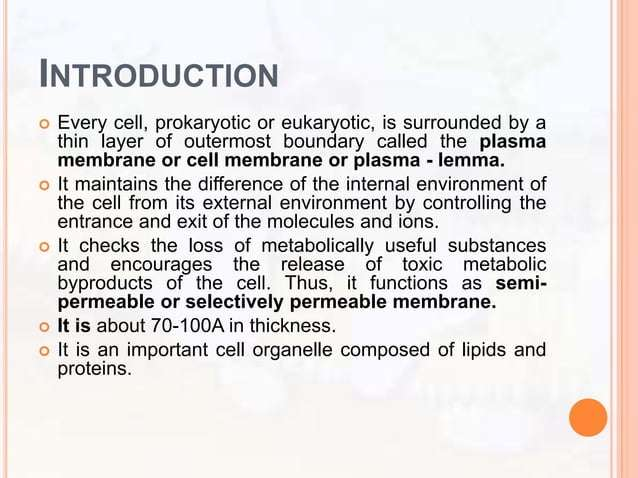 INTRODUCTION
Every cell, prokaryotic or eukaryotic, is surrounded by a
thin layer of outermost boundary called the plasma
membrane or cell membrane or plasma - lemma.
It maintains the difference of the internal environment of
the cell from its external environment by controlling the
entrance and exit of the molecules and ions.
It checks the loss of metabolically useful substances
and encourages the release of toxic metabolic
byproducts of the cell. Thus, it functions as semi-
permeable or selectively permeable membrane.
It is about 70-100A in thickness.
It is an important cell organelle composed of lipids and
proteins.